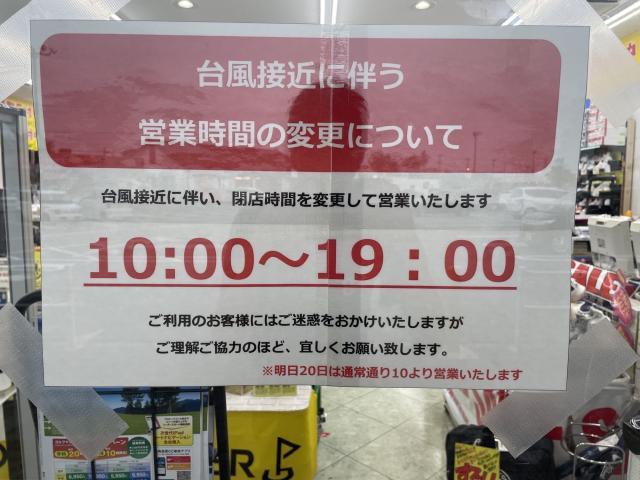 台風接近に伴う
営業時間の変更について
台風接近に伴い、閉店時間を変更して営業いたします
10:00～19：00
ご利用のお客様にはご迷惑をおかけいたしますが
ご理解ご協力のほど、宜しくお願い致します。
※明日20日は通常通り10より営業いたします